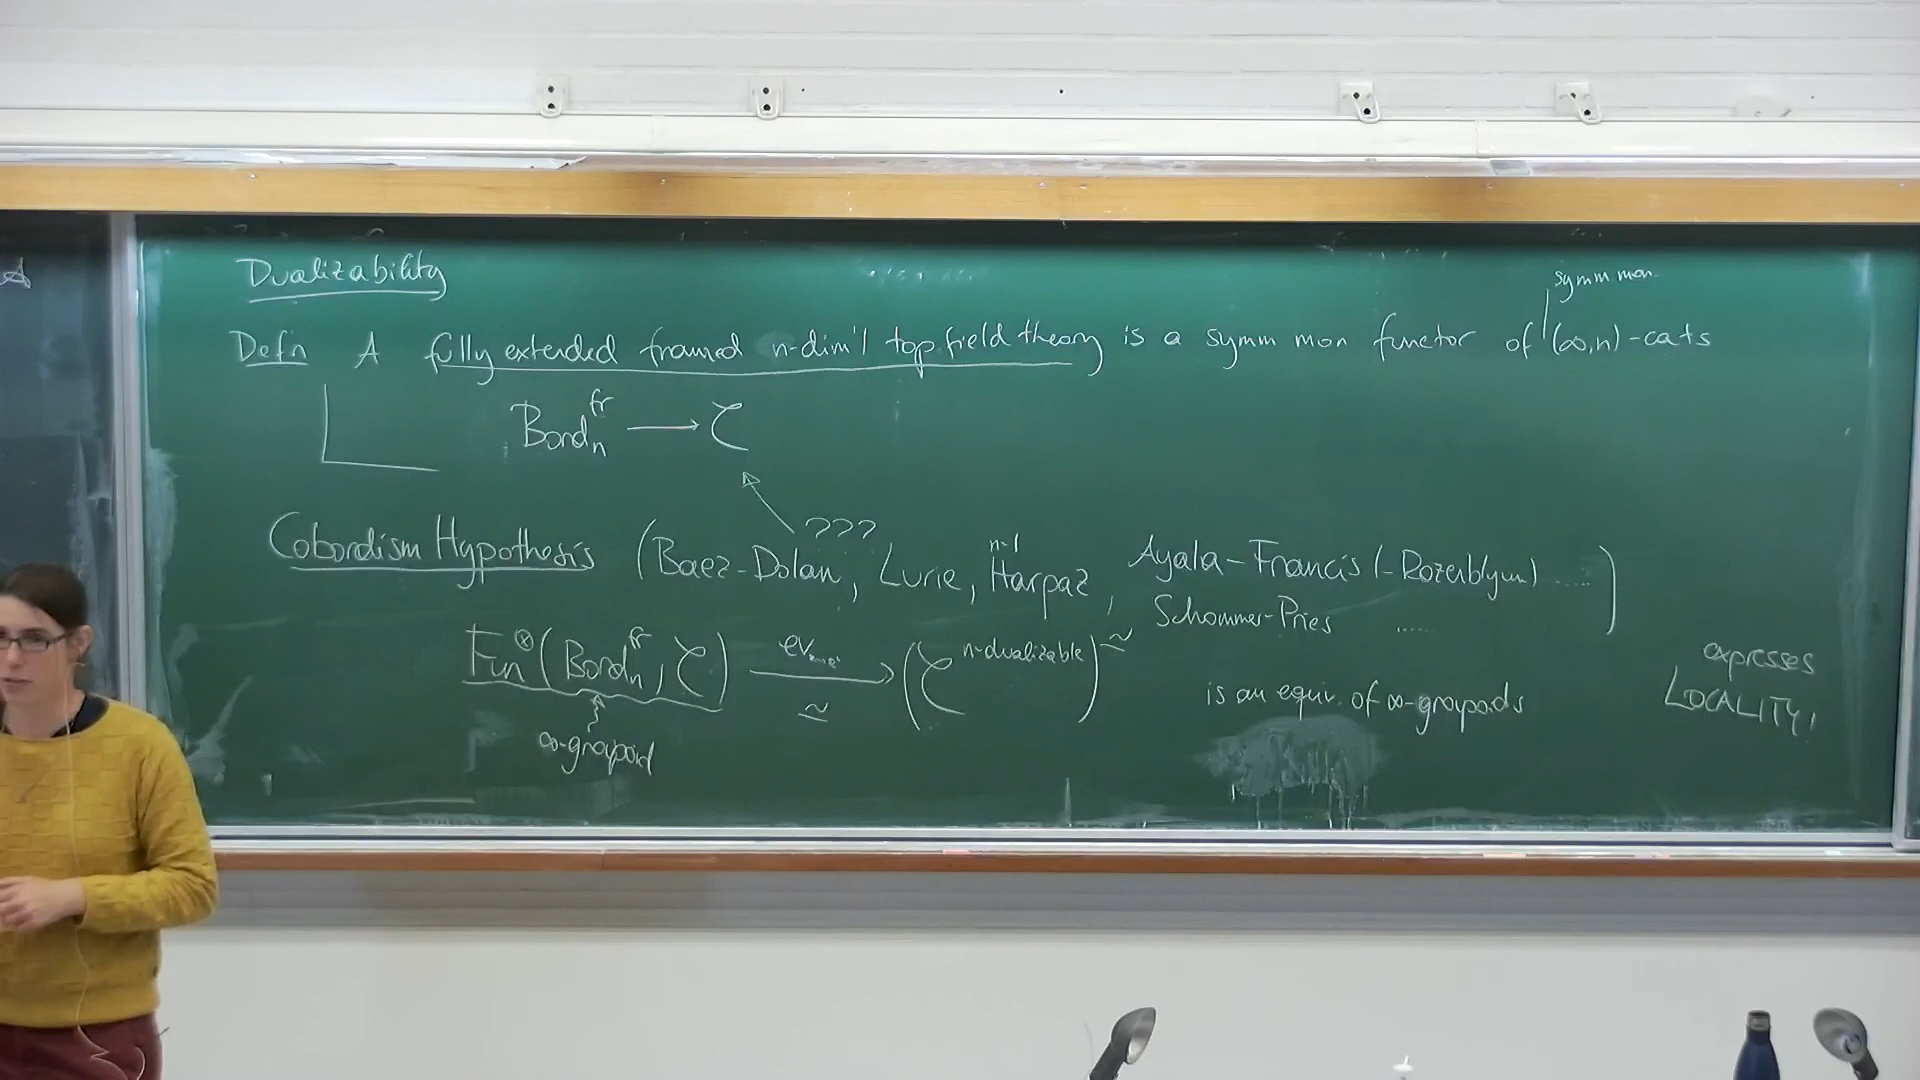 Dualizability
symm mon.
Defn A fully extended framed n-dim'l top field theory is a symm mon functor of (∞,n)-cats
Bord_n^fr → C
???
Cobordism Hypothesis (Baez-Dolan, Lurie, Harpaz, Ayala-Francis (-Rozenblyum) .....)
n-1
Schommer-Pries .....
Fun^⊗(Bord_n^fr, C) → (C^n-dualizable)^≃
ev
≃
is an equiv. of ∞-groupoids
∞-groupoid
expresses
LOCALITY!